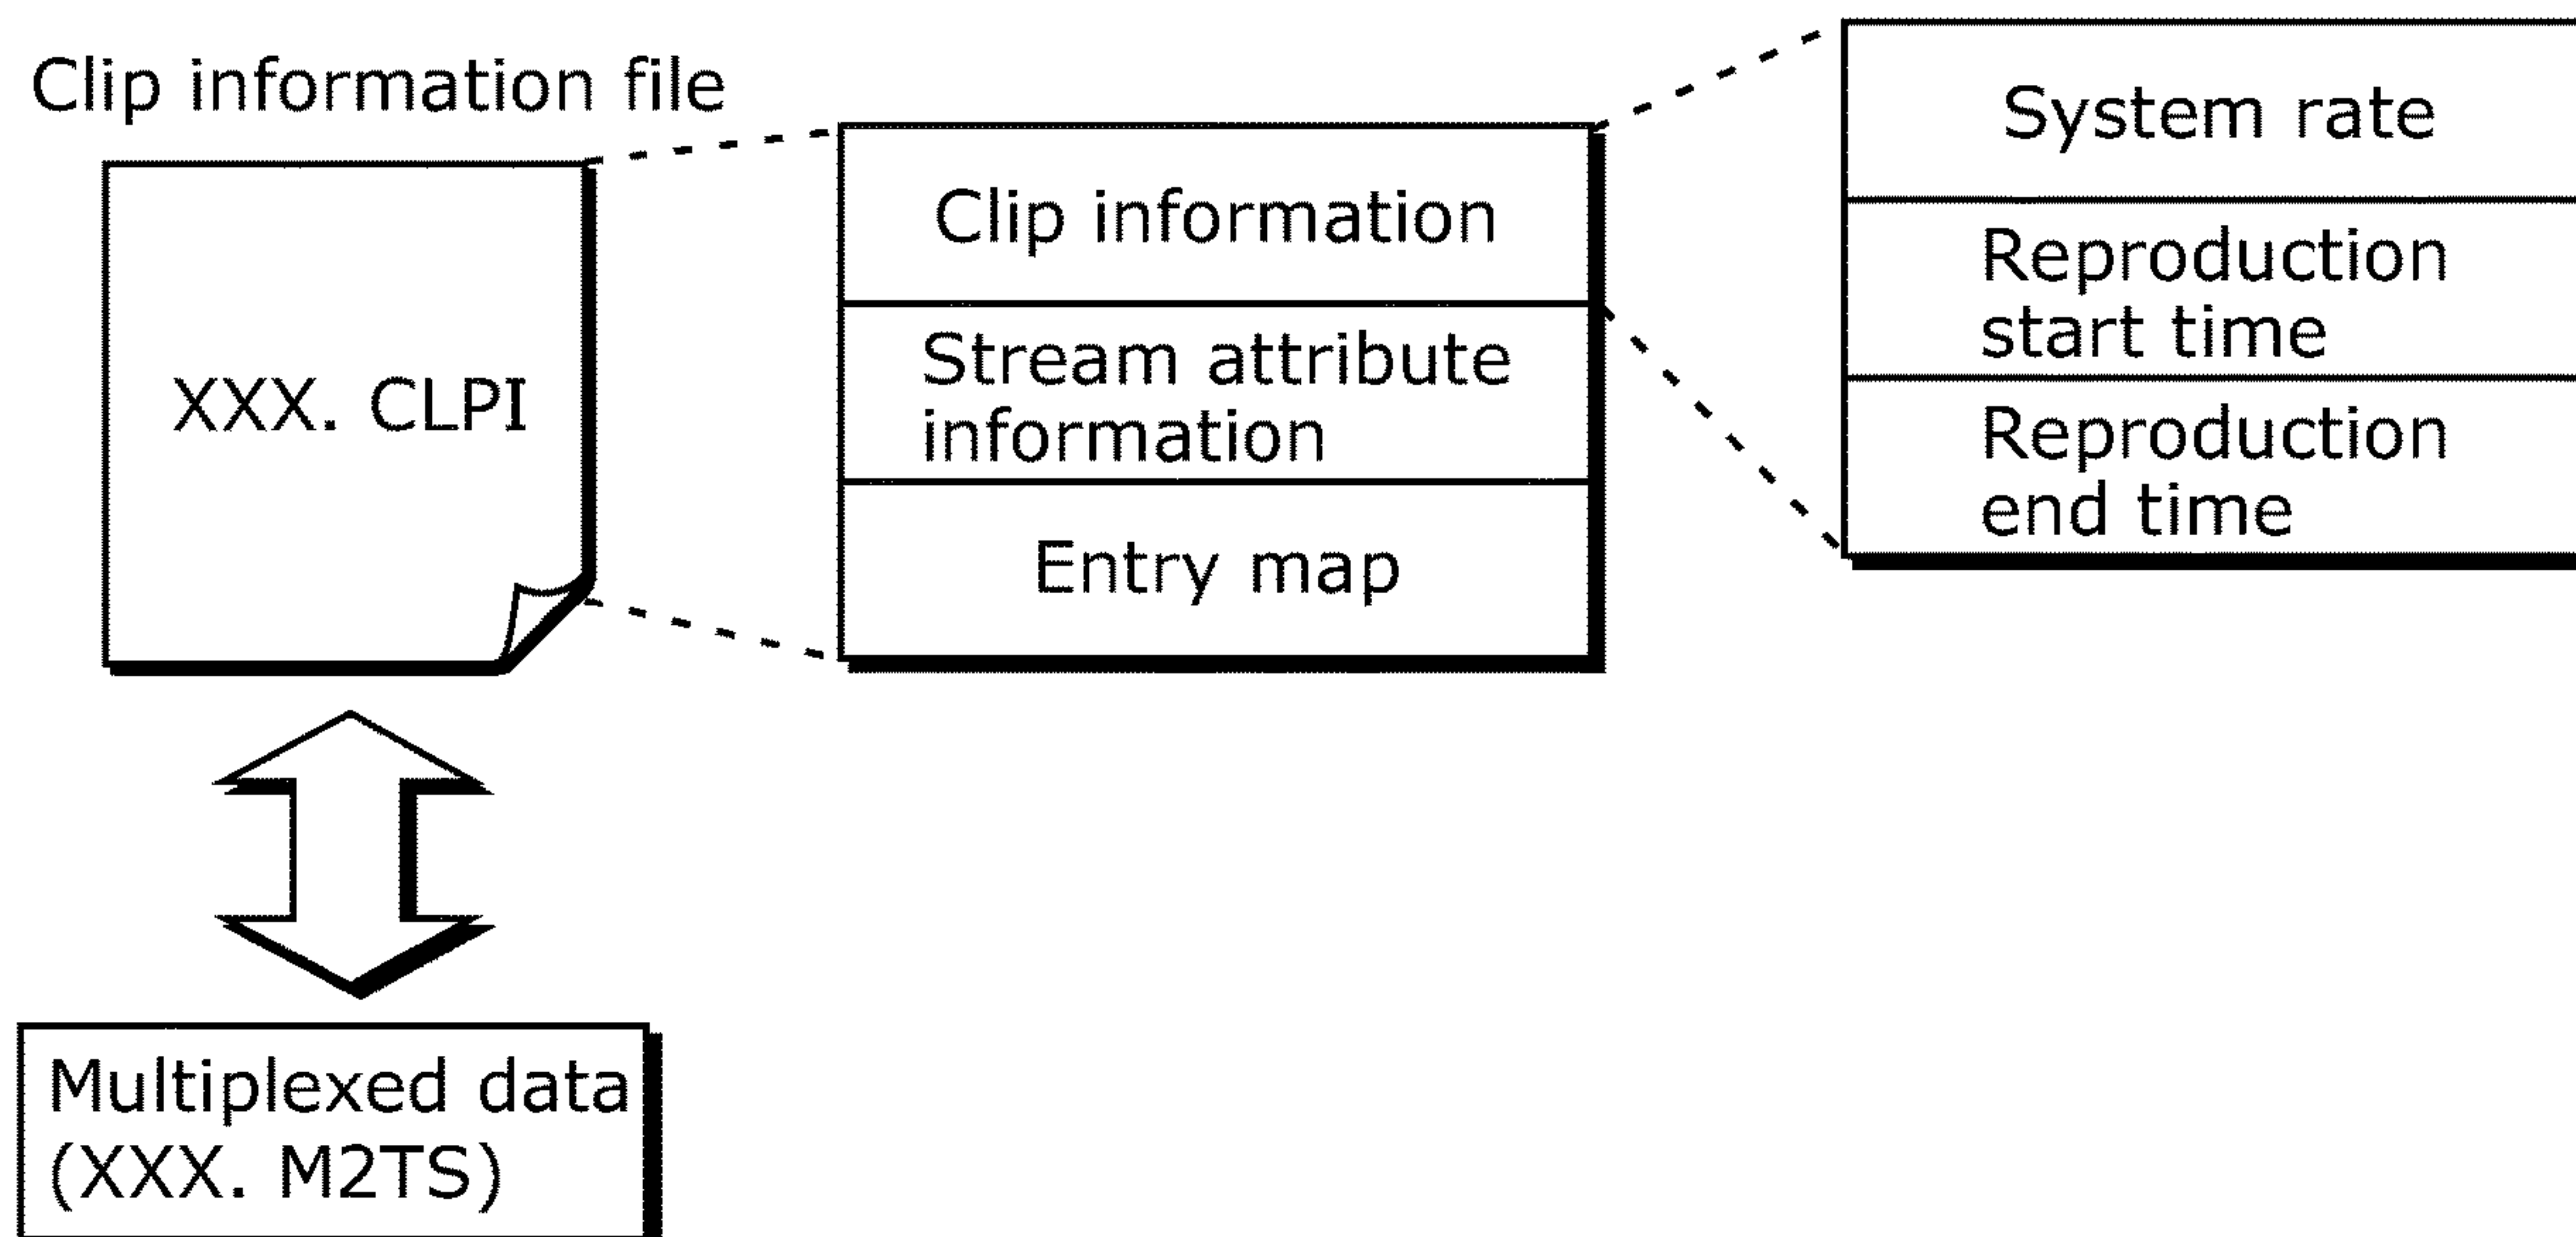 Clip information file
XXX. CLPI
Clip information
Stream attribute
information
Entry map
System rate
Reproduction
start time
Reproduction
end time
Multiplexed data
(XXX. M2TS)